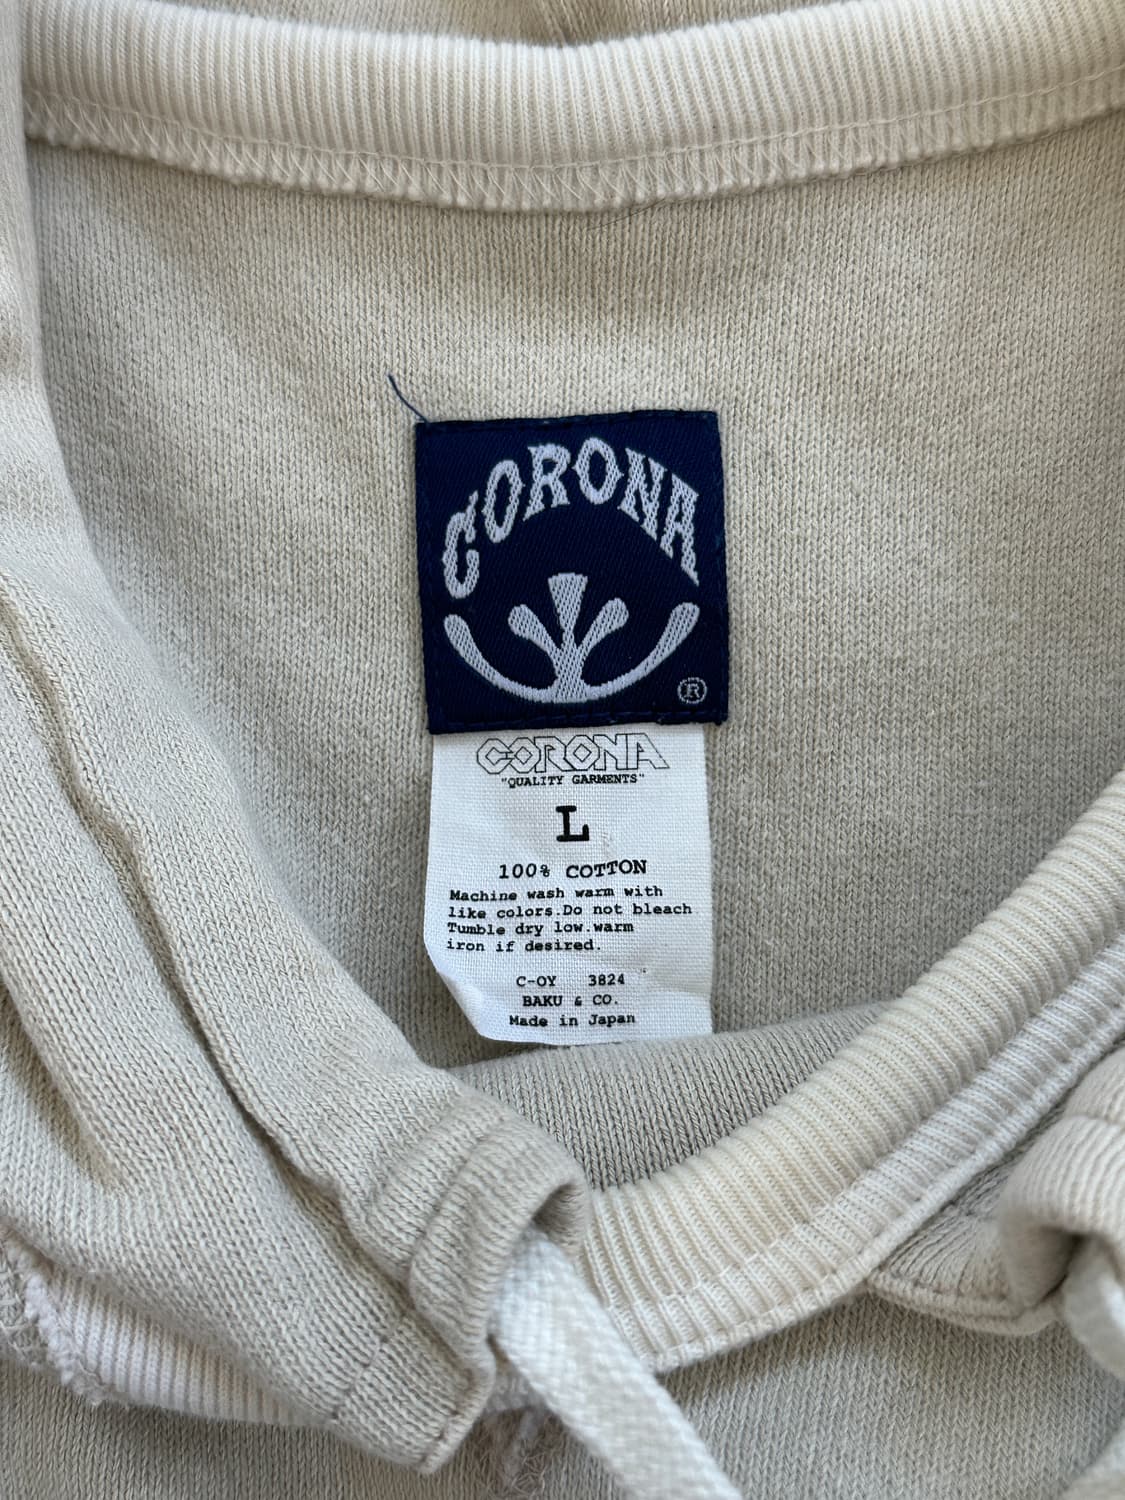 CORONA
®
CORONA
"QUALITY GARMENTS"
L
100% COTTON
Machine wash warm with
like colors.Do not bleach
Tumble dry low.warm
iron if desired.
C-OY 3824
BAKU & CO.
Made in Japan